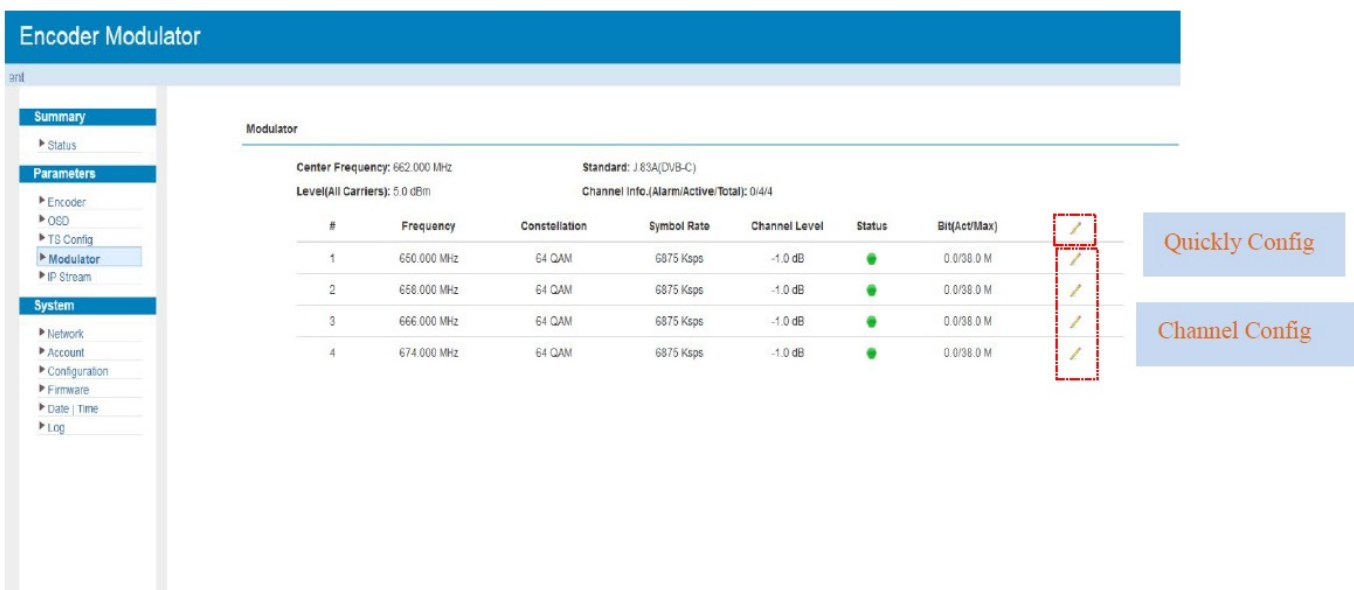 Encoder Modulator
ent
Summary
Status
Parameters
Encoder
OSD
TS Config
Modulator
IP Stream
System
Network
Account
Configuration
Firmware
Date | Time
Log
Modulator
Center Frequency: 662.000 MHz Standard: J.83A(DVB-C)
Level(All Carriers): 5.0 dBm Channel Info.(Alarm/Active/Total): 0/4/4
# Frequency Constellation Symbol Rate Channel Level Status Bit(Act/Max)
1 650.000 MHz 64 QAM 6875 Ksps -1.0 dB 0.0/38.0 M
2 658.000 MHz 64 QAM 6875 Ksps -1.0 dB 0.0/38.0 M
3 666.000 MHz 64 QAM 6875 Ksps -1.0 dB 0.0/38.0 M
4 674.000 MHz 64 QAM 6875 Ksps -1.0 dB 0.0/38.0 M
Quickly Config
Channel Config